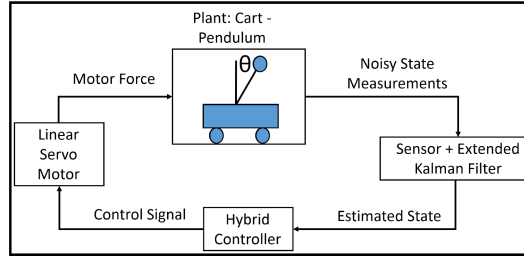 Plant: Cart -
Pendulum
θ
Motor Force
Noisy State
Measurements
Linear
Servo
Motor
Sensor + Extended
Kalman Filter
Control Signal
Hybrid
Controller
Estimated State